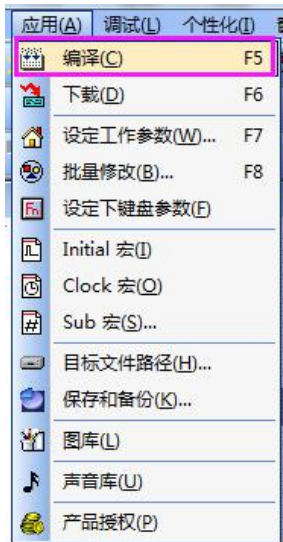 应用(A) 调试(L) 个性化(I)
编译(C) F5
下载(D) F6
设定工作参数(W)... F7
批量修改(B)... F8
设定下键盘参数(F)
Initial 宏(I)
Clock 宏(O)
Sub 宏(S)...
目标文件路径(H)...
保存和备份(K)...
图库(L)
声音库(U)
产品授权(P)